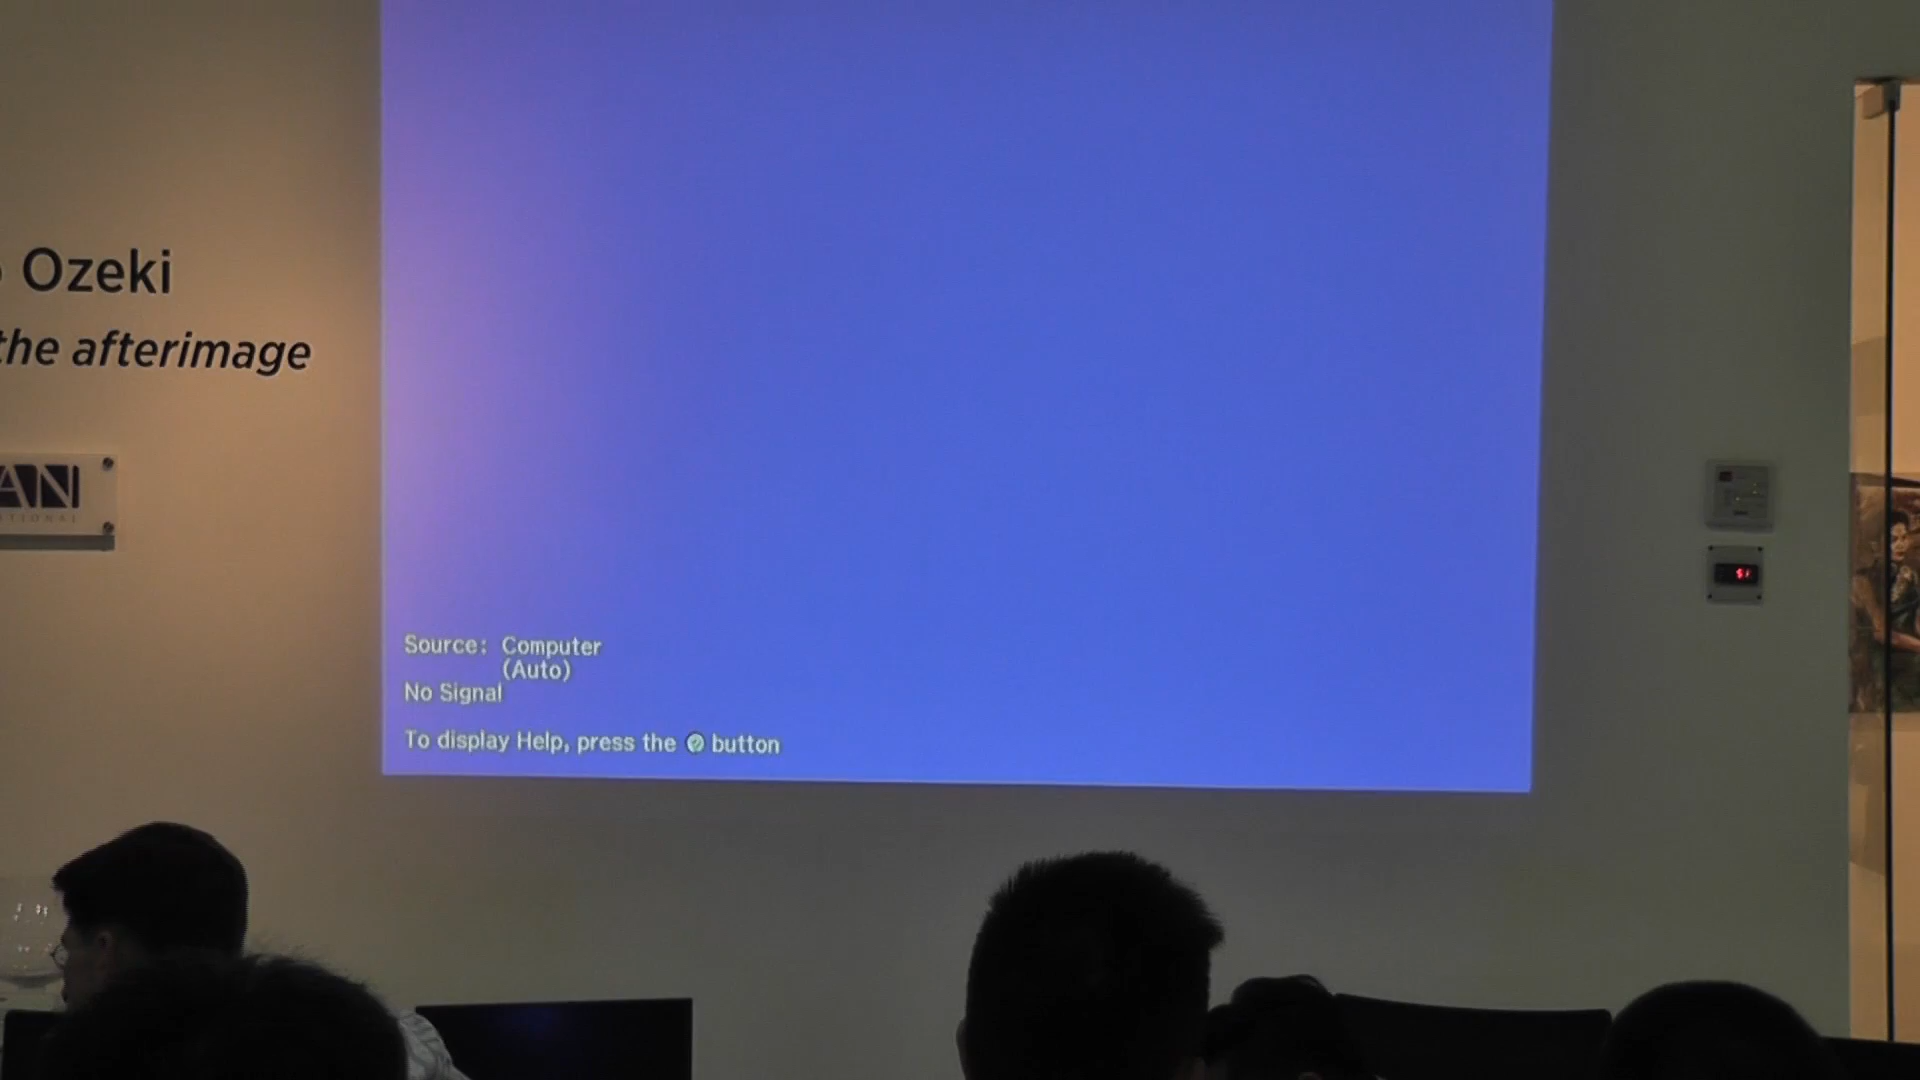 Ozeki
the afterimage
AN
Source: Computer
(Auto)
No Signal
To display Help, press the ? button